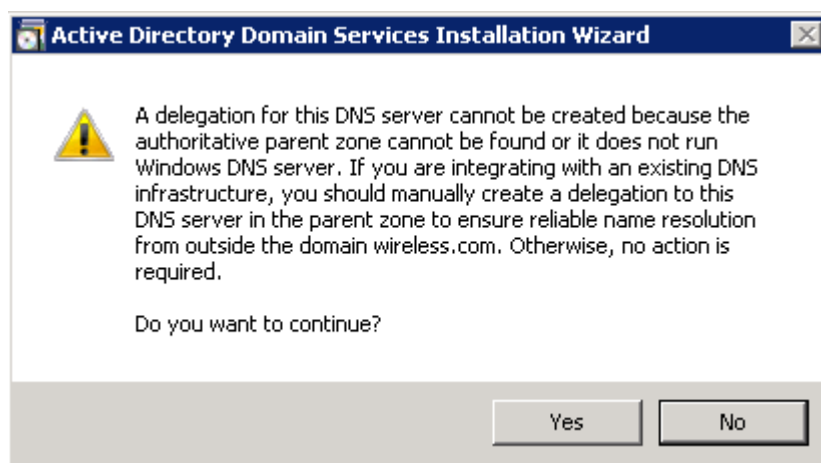 Active Directory Domain Services Installation Wizard
A delegation for this DNS server cannot be created because the
authoritative parent zone cannot be found or it does not run
Windows DNS server. If you are integrating with an existing DNS
infrastructure, you should manually create a delegation to this
DNS server in the parent zone to ensure reliable name resolution
from outside the domain wireless.com. Otherwise, no action is
required.
Do you want to continue?
Yes
No